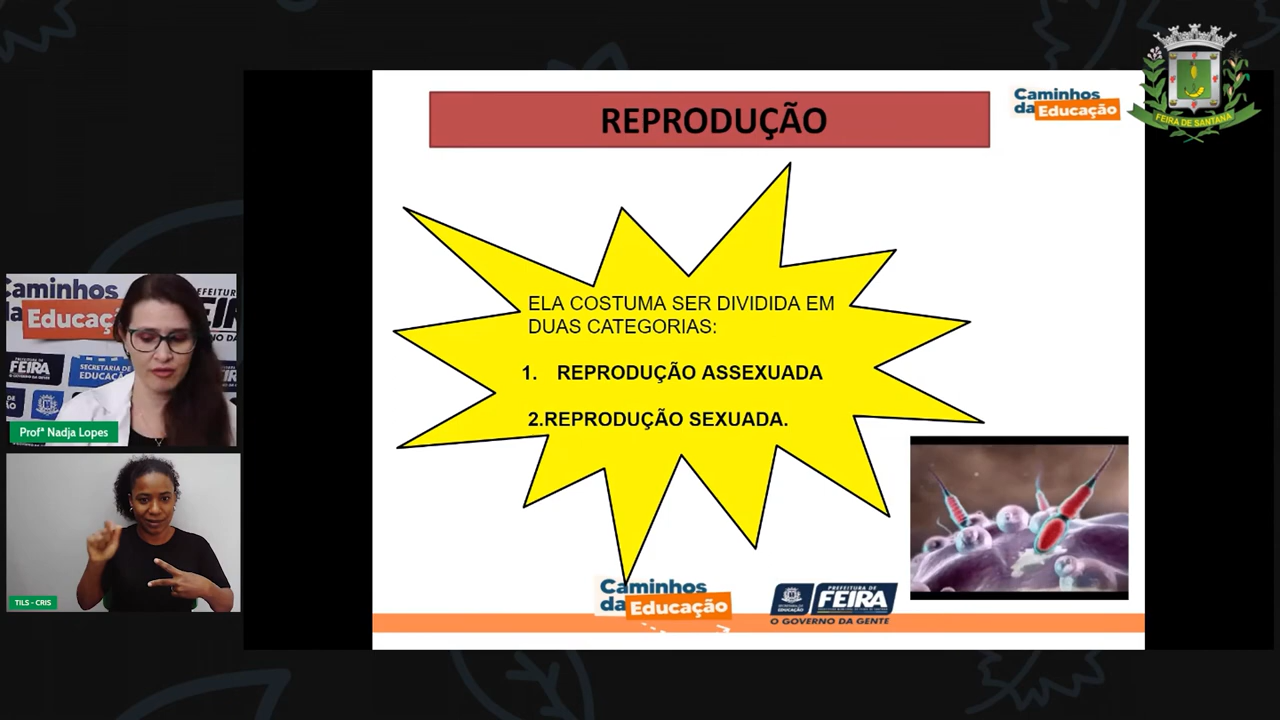 REPRODUÇÃO
Caminhos
da Educação
FEIRA DE SANTANA
ELA COSTUMA SER DIVIDIDA EM
DUAS CATEGORIAS:
1. REPRODUÇÃO ASSEXUADA
2.REPRODUÇÃO SEXUADA.
Caminhos
da Educação
PREFEITURA DE
FEIRA
SECRETARIA DE
EDUCAÇÃO
Profª Nadja Lopes
TILS - CRIS
Caminhos
da Educação
PREFEITURA DE
FEIRA
O GOVERNO DA GENTE